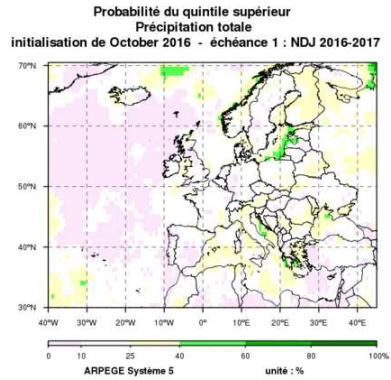 Probabilité du quintile supérieur
Précipitation totale
initialisation de October 2016 - échéance 1 : NDJ 2016-2017
70°N
60°N
50°N
40°N
30°N
40°W 30°W 20°W 10°W 0° 10°E 20°E 30°E 40°E
0 10 25 40 60 80 100%
ARPEGE Système 5 unité : %